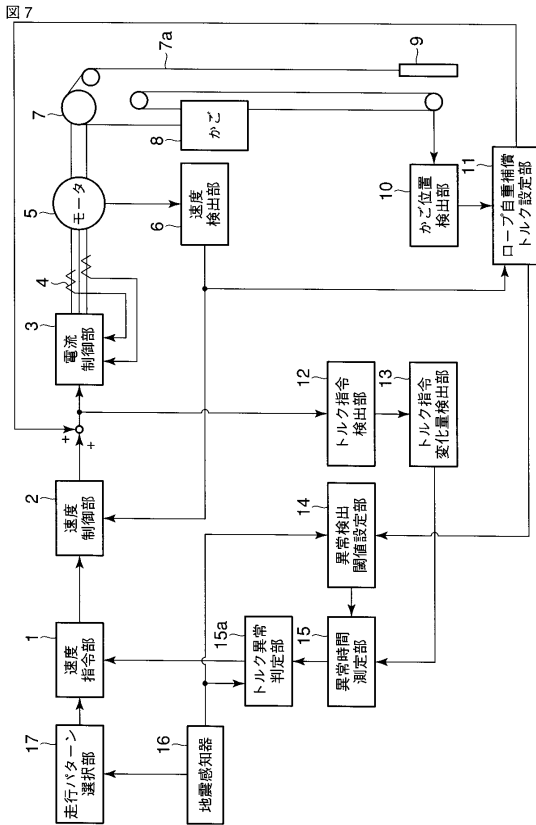 図7
7a
9
7
かご
8
モータ
5
速度
検出部
6
かご位置
検出部
10
ロープ自重補償
トルク設定部
11
4
電流
制御部
3
+
+
トルク指令
検出部
12
トルク指令
変化量検出部
13
速度
制御部
2
異常検出
閾値設定部
14
速度
指令部
1
トルク異常
判定部
15a
異常時間
測定部
15
走行パターン
選択部
17
地震感知器
16